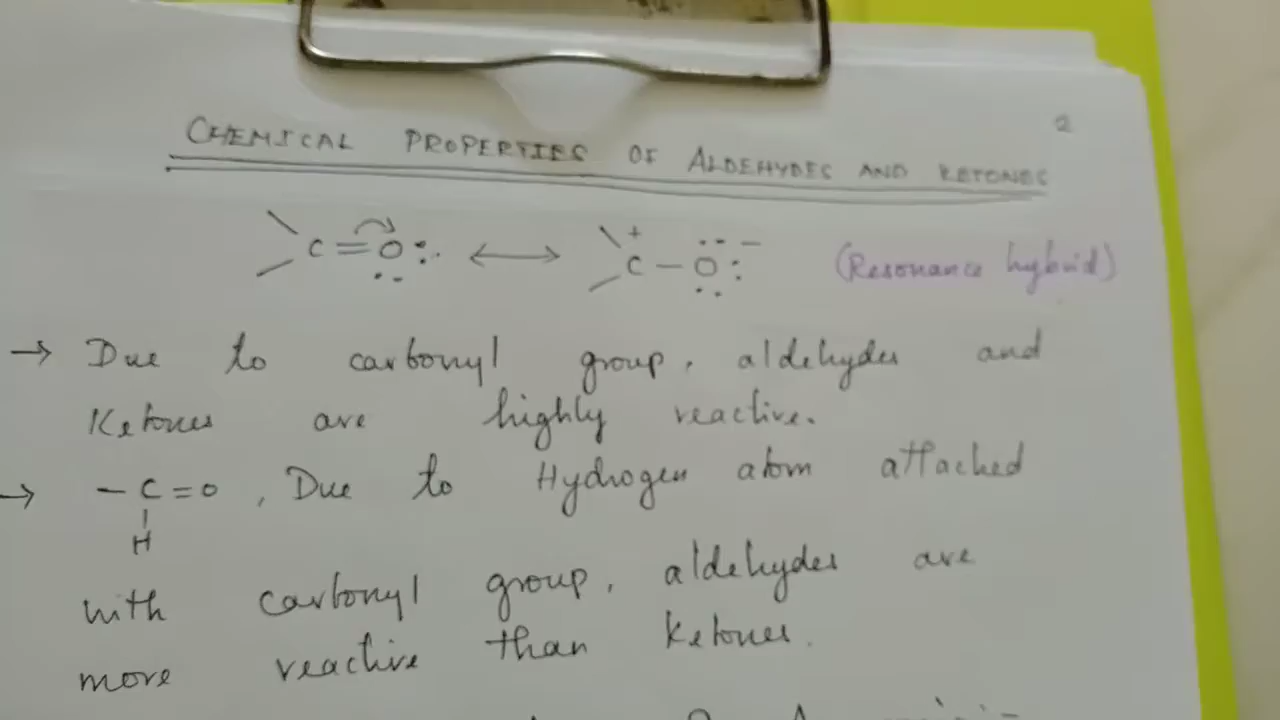 2
CHEMICAL PROPERTIES OF ALDEHYDES AND KETONES
C=O ⟷ C⁺–O⁻ (Resonance hybrid)
→ Due to carbonyl group, aldehydes and
Ketones are highly reactive.
→ –C=O, Due to Hydrogen atom attached
H
with carbonyl group, aldehydes are
more reactive than ketones.